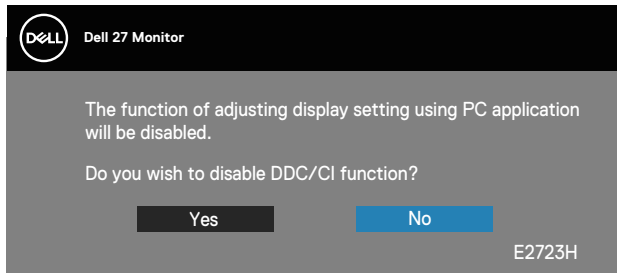 DELL Dell 27 Monitor
The function of adjusting display setting using PC application
will be disabled.
Do you wish to disable DDC/CI function?
Yes No
E2723H